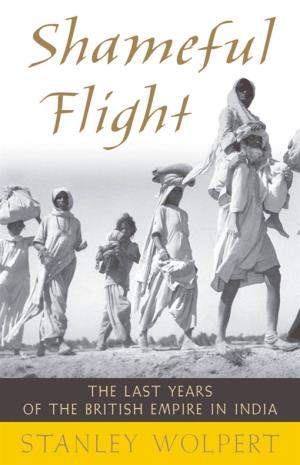 Shameful
Flight
THE LAST YEARS
OF THE BRITISH EMPIRE IN INDIA
STANLEY WOLPERT